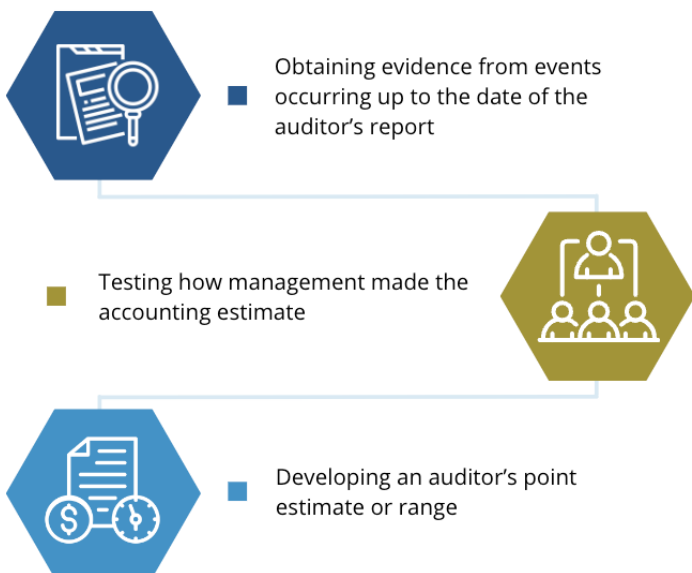 Obtaining evidence from events
occurring up to the date of the
auditor’s report
Testing how management made the
accounting estimate
$
Developing an auditor’s point
estimate or range